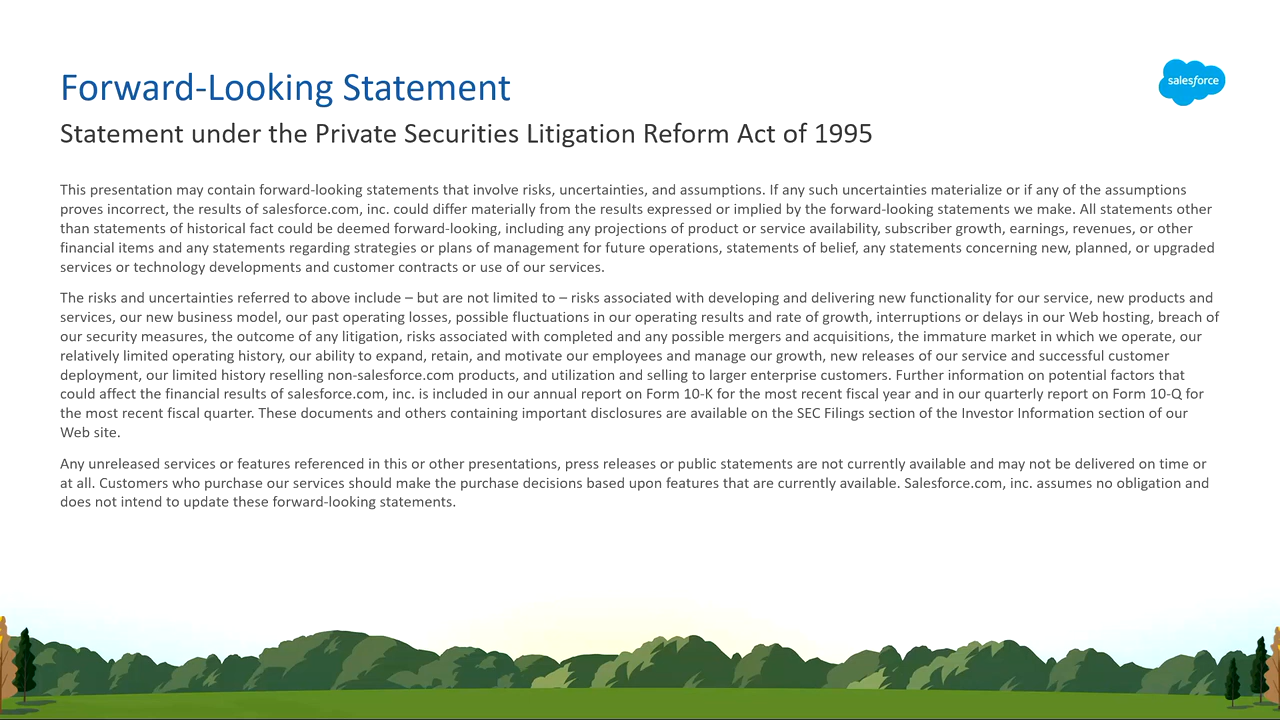 Forward-Looking Statement
salesforce
Statement under the Private Securities Litigation Reform Act of 1995
This presentation may contain forward-looking statements that involve risks, uncertainties, and assumptions. If any such uncertainties materialize or if any of the assumptions
proves incorrect, the results of salesforce.com, inc. could differ materially from the results expressed or implied by the forward-looking statements we make. All statements other
than statements of historical fact could be deemed forward-looking, including any projections of product or service availability, subscriber growth, earnings, revenues, or other
financial items and any statements regarding strategies or plans of management for future operations, statements of belief, any statements concerning new, planned, or upgraded
services or technology developments and customer contracts or use of our services.
The risks and uncertainties referred to above include – but are not limited to – risks associated with developing and delivering new functionality for our service, new products and
services, our new business model, our past operating losses, possible fluctuations in our operating results and rate of growth, interruptions or delays in our Web hosting, breach of
our security measures, the outcome of any litigation, risks associated with completed and any possible mergers and acquisitions, the immature market in which we operate, our
relatively limited operating history, our ability to expand, retain, and motivate our employees and manage our growth, new releases of our service and successful customer
deployment, our limited history reselling non-salesforce.com products, and utilization and selling to larger enterprise customers. Further information on potential factors that
could affect the financial results of salesforce.com, inc. is included in our annual report on Form 10-K for the most recent fiscal year and in our quarterly report on Form 10-Q for
the most recent fiscal quarter. These documents and others containing important disclosures are available on the SEC Filings section of the Investor Information section of our
Web site.
Any unreleased services or features referenced in this or other presentations, press releases or public statements are not currently available and may not be delivered on time or
at all. Customers who purchase our services should make the purchase decisions based upon features that are currently available. Salesforce.com, inc. assumes no obligation and
does not intend to update these forward-looking statements.